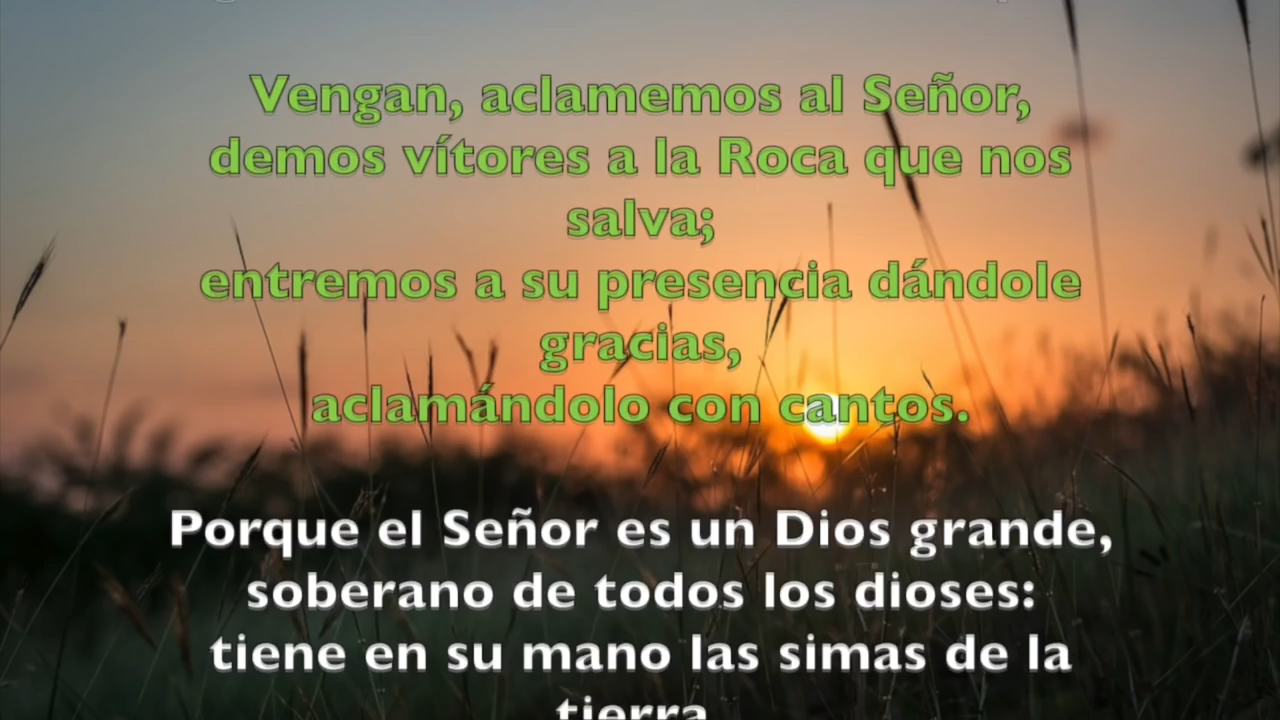 Vengan, aclamemos al Señor,
demos vítores a la Roca que nos
salva;
entremos a su presencia dándole
gracias,
aclamándolo con cantos.
Porque el Señor es un Dios grande,
soberano de todos los dioses:
tiene en su mano las simas de la
tierra